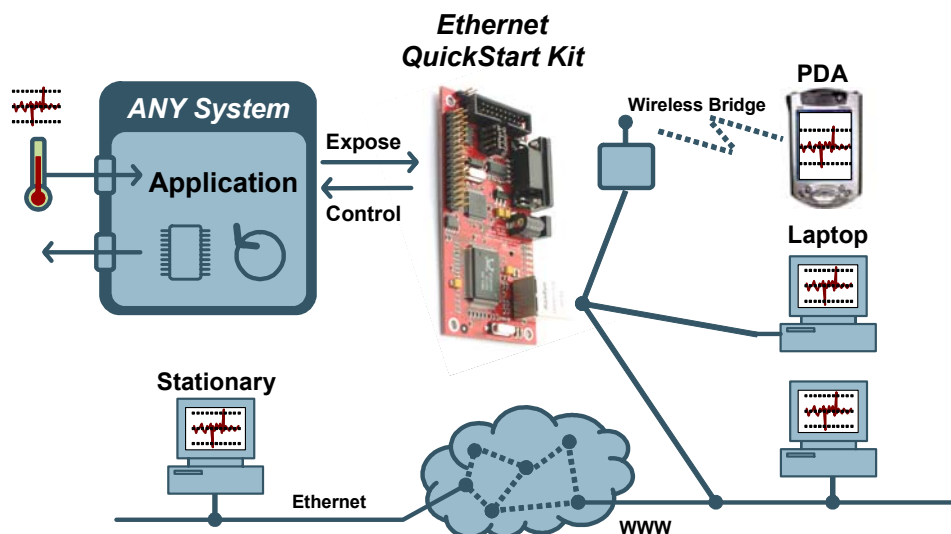 Ethernet
QuickStart Kit
PDA
ANY System
Wireless Bridge
Expose
Application
Control
Laptop
Stationary
Ethernet
WWW